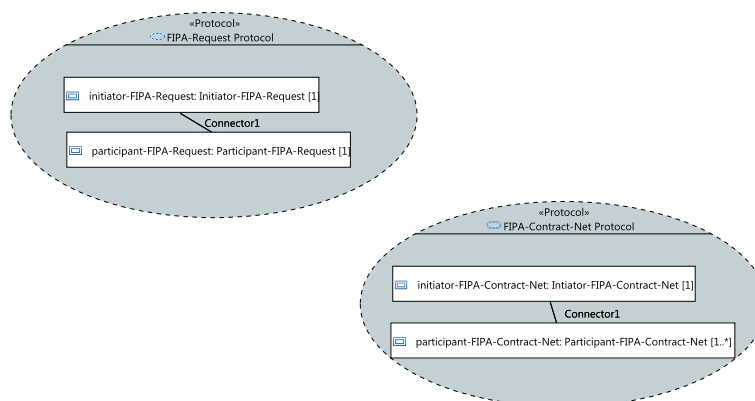 «Protocol»
FIPA-Request Protocol
initiator-FIPA-Request: Initiator-FIPA-Request [1]
Connector1
participant-FIPA-Request: Participant-FIPA-Request [1]
«Protocol»
FIPA-Contract-Net Protocol
initiator-FIPA-Contract-Net: Intiator-FIPA-Contract-Net [1]
Connector1
participant-FIPA-Contract-Net: Participant-FIPA-Contract-Net [1..*]